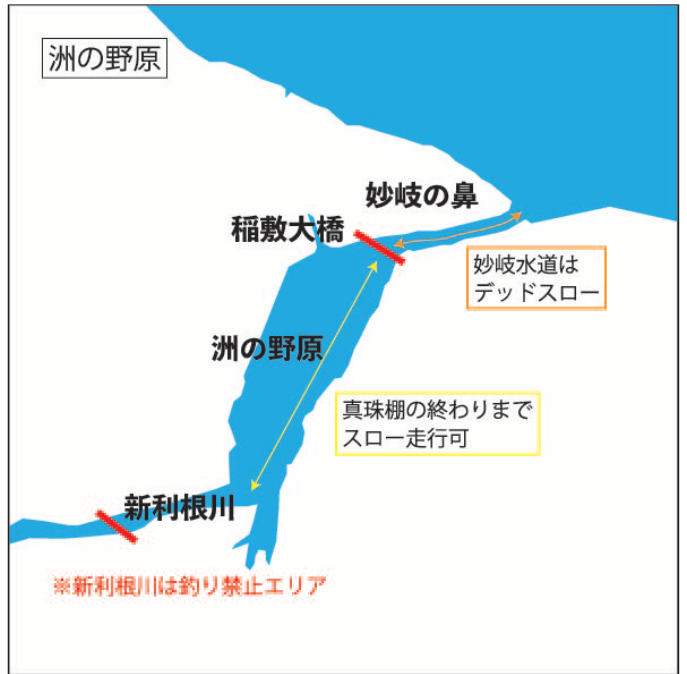 洲の野原
妙岐の鼻
稲敷大橋
妙岐水道は
デッドスロー
洲の野原
真珠棚の終わりまで
スロー走行可
新利根川
※新利根川は釣り禁止エリア